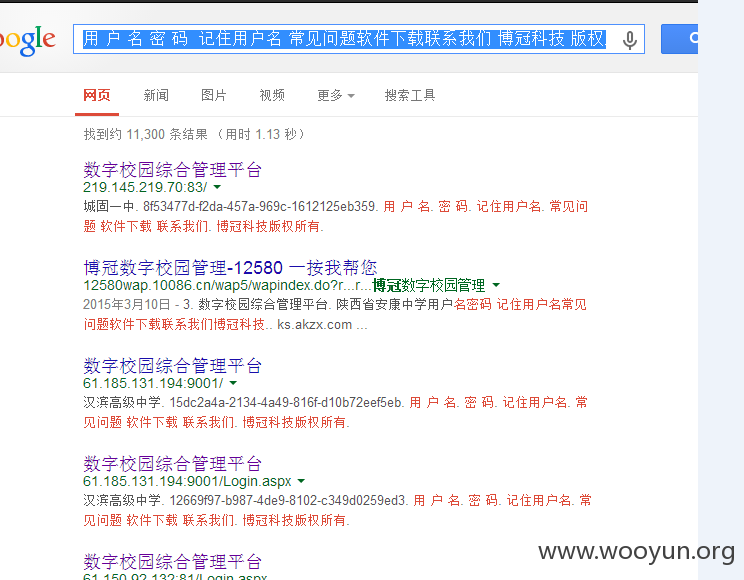 oogle
用 户 名 密 码 记住用户名 常见问题软件下载联系我们 博冠科技 版权
网页 新闻 图片 视频 更多 搜索工具
找到约 11,300 条结果 （用时 1.13 秒）
数字校园综合管理平台
219.145.219.70:83/
城固一中. 8f53477d-f2da-457a-969c-1612125eb359. 用 户 名. 密 码. 记住用户名. 常见问
题 软件下载 联系我们. 博冠科技版权所有.
博冠数字校园管理-12580 一按我帮您
12580wap.10086.cn/wap5/wapindex.do?r...r...博冠数字校园管理
2015年3月10日 - 3. 数字校园综合管理平台. 陕西省安康中学用户名密码 记住用户名常见
问题软件下载联系我们博冠科技.. ks.akzx.com ...
数字校园综合管理平台
61.185.131.194:9001/
汉滨高级中学. 15dc2a4a-2134-4a49-816f-d10b72eef5eb. 用 户 名. 密 码. 记住用户名. 常
见问题 软件下载 联系我们. 博冠科技版权所有.
数字校园综合管理平台
61.185.131.194:9001/Login.aspx
汉滨高级中学. 12669f97-b987-4de9-8102-c349d0259ed3. 用 户 名. 密 码. 记住用户名. 常
见问题 软件下载 联系我们. 博冠科技版权所有.
数字校园综合管理平台
61.150.92.132:81/Login.aspx
www.wooyun.org